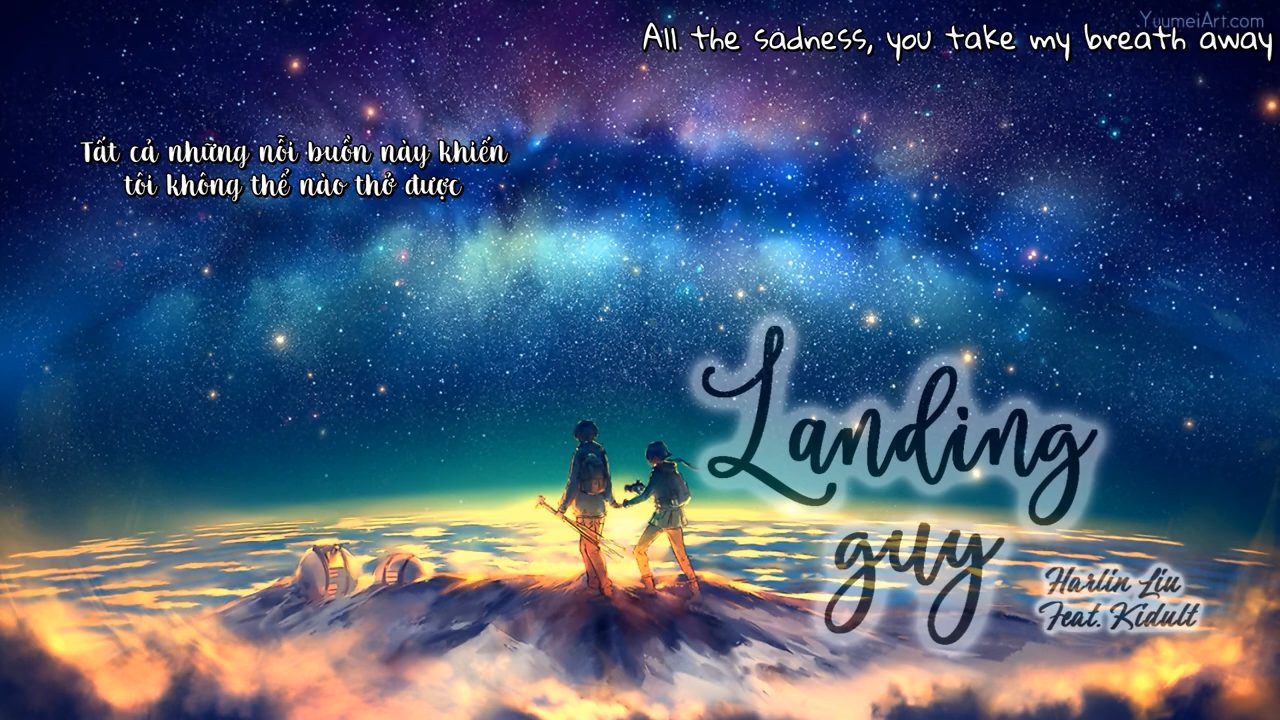 YuumeiArt.com
All the sadness, you take my breath away
Tất cả những nỗi buồn này khiến
tôi không thể nào thở được
Landing
guy
Harlin Liu
Feat. Kidult